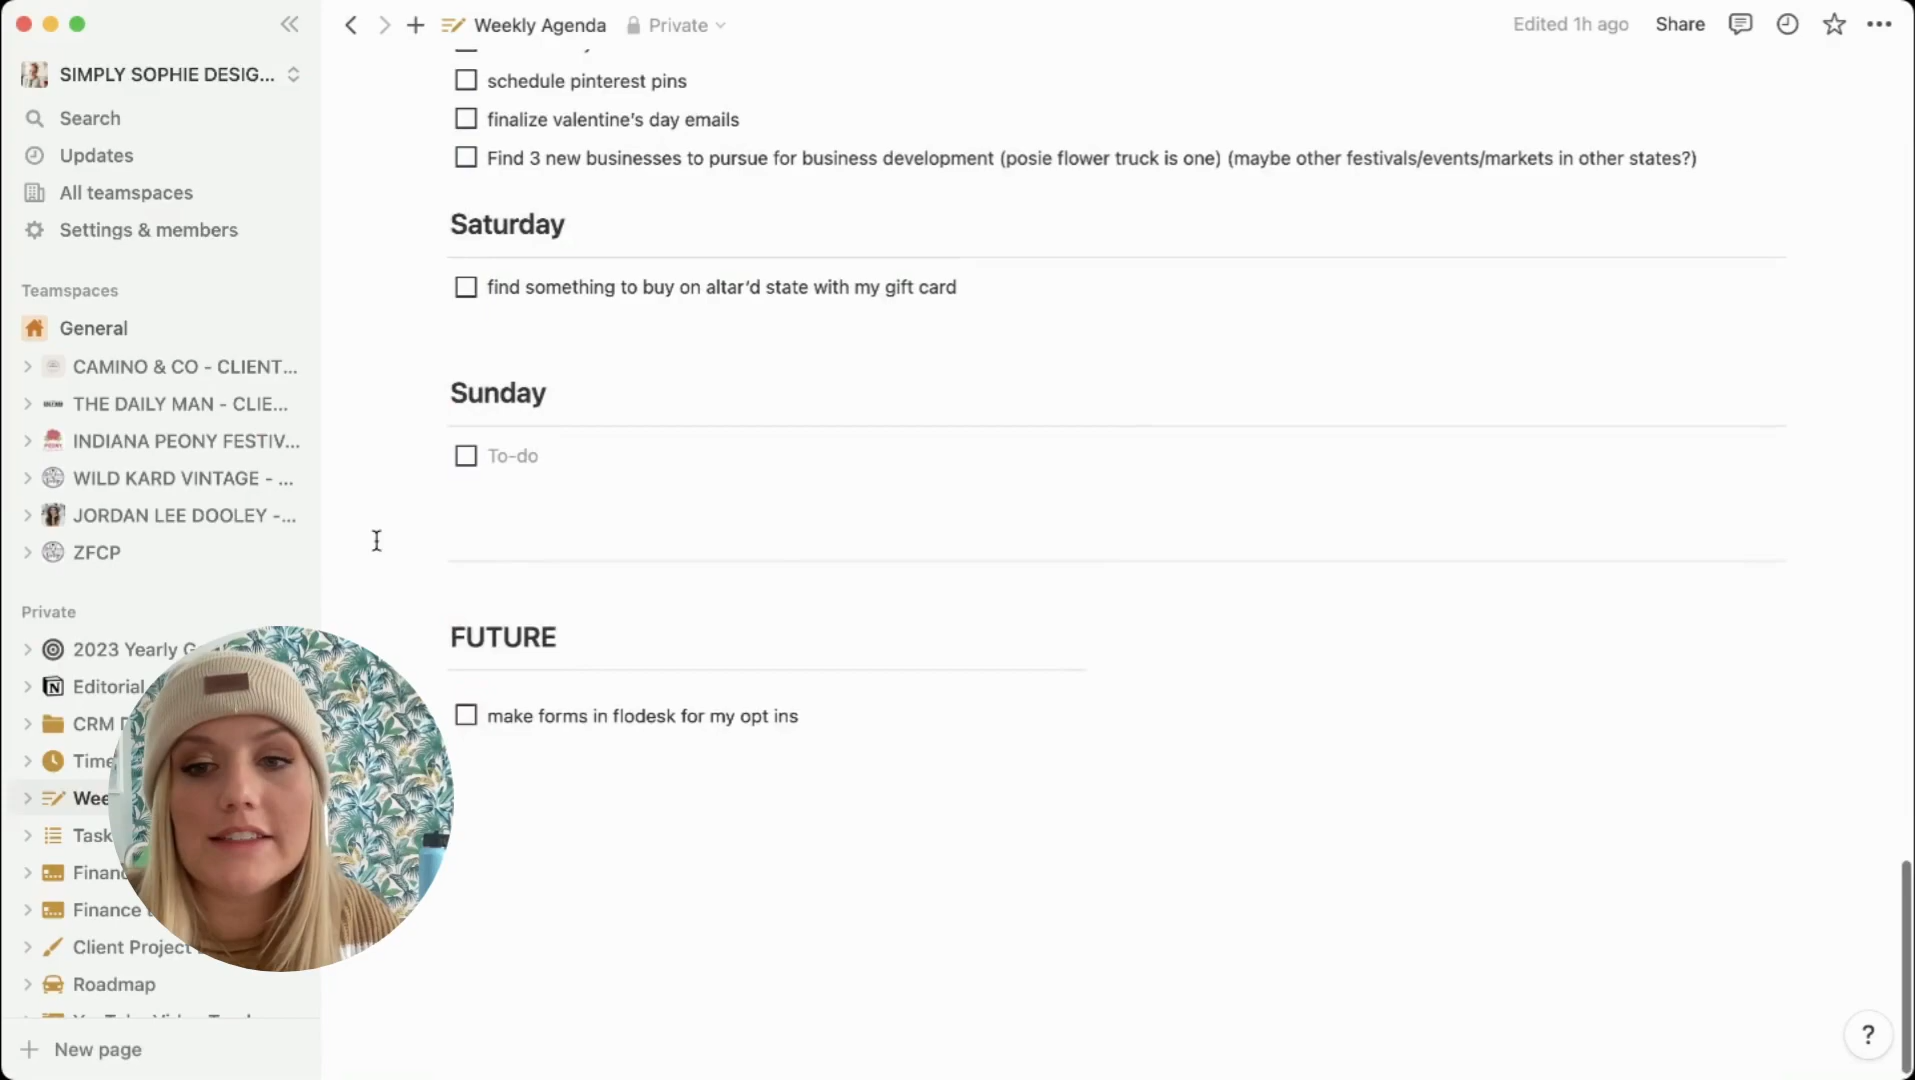 Weekly Agenda
Private
Edited 1h ago
Share
SIMPLY SOPHIE DESIG...
Search
Updates
All teamspaces
Settings & members
Teamspaces
General
CAMINO & CO - CLIENT...
THE DAILY MAN - CLIE...
INDIANA PEONY FESTIV...
WILD KARD VINTAGE - ...
JORDAN LEE DOOLEY -...
ZFCP
Private
2023 Yearly
Editorial
CRM
Roadmap
Finance
Client Project
New page
schedule pinterest pins
finalize valentine's day emails
Find 3 new businesses to pursue for business development (posie flower truck is one) (maybe other festivals/events/markets in other states?)
Saturday
find something to buy on altar'd state with my gift card
Sunday
To-do
FUTURE
make forms in flodesk for my opt ins
?